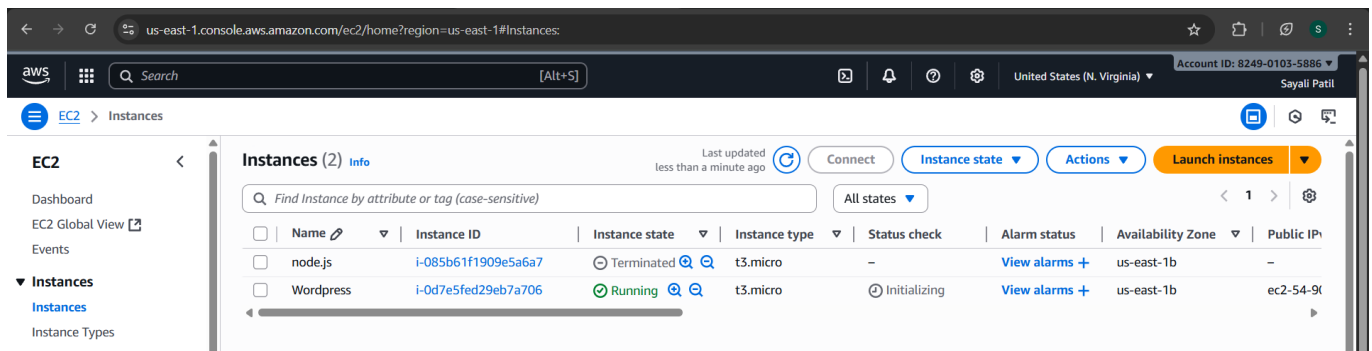 us-east-1.console.aws.amazon.com/ec2/home?region=us-east-1#Instances:
S
aws
Search
[Alt+S]
United States (N. Virginia)
Account ID: 8249-0103-5886
Sayali Patil
EC2 > Instances
EC2
Dashboard
EC2 Global View
Events
Instances
Instances
Instance Types
Instances (2) Info
Last updated
less than a minute ago
Connect
Instance state
Actions
Launch instances
Find Instance by attribute or tag (case-sensitive)
All states
1
Name Instance ID Instance state Instance type Status check Alarm status Availability Zone Public IPv
node.js i-085b61f1909e5a6a7 Terminated t3.micro – View alarms + us-east-1b –
Wordpress i-0d7e5fed29eb7a706 Running t3.micro Initializing View alarms + us-east-1b ec2-54-90